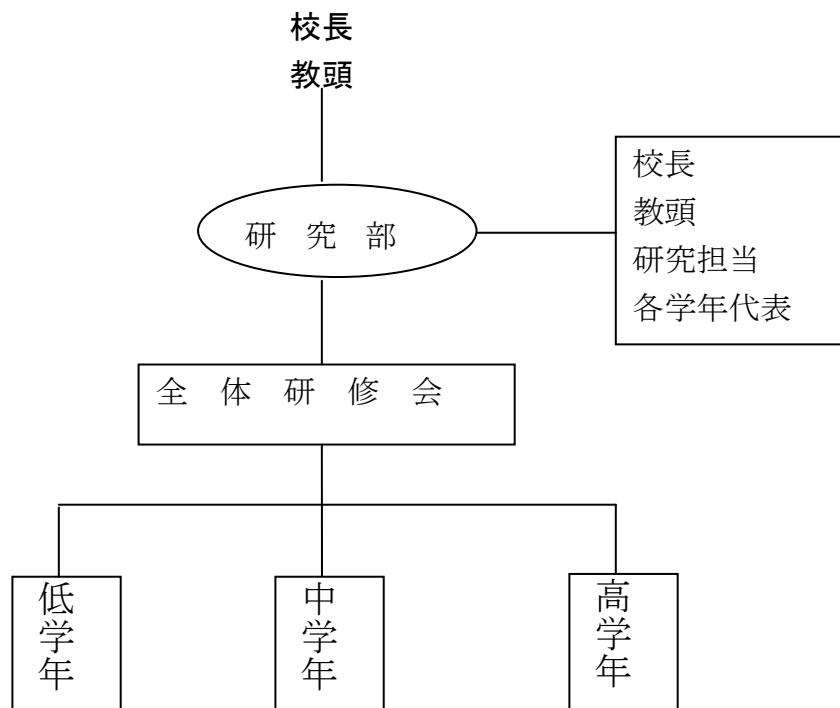 校長
教頭
研究部
校長
教頭
研究担当
各学年代表
全体研修会
低学年
中学年
高学年